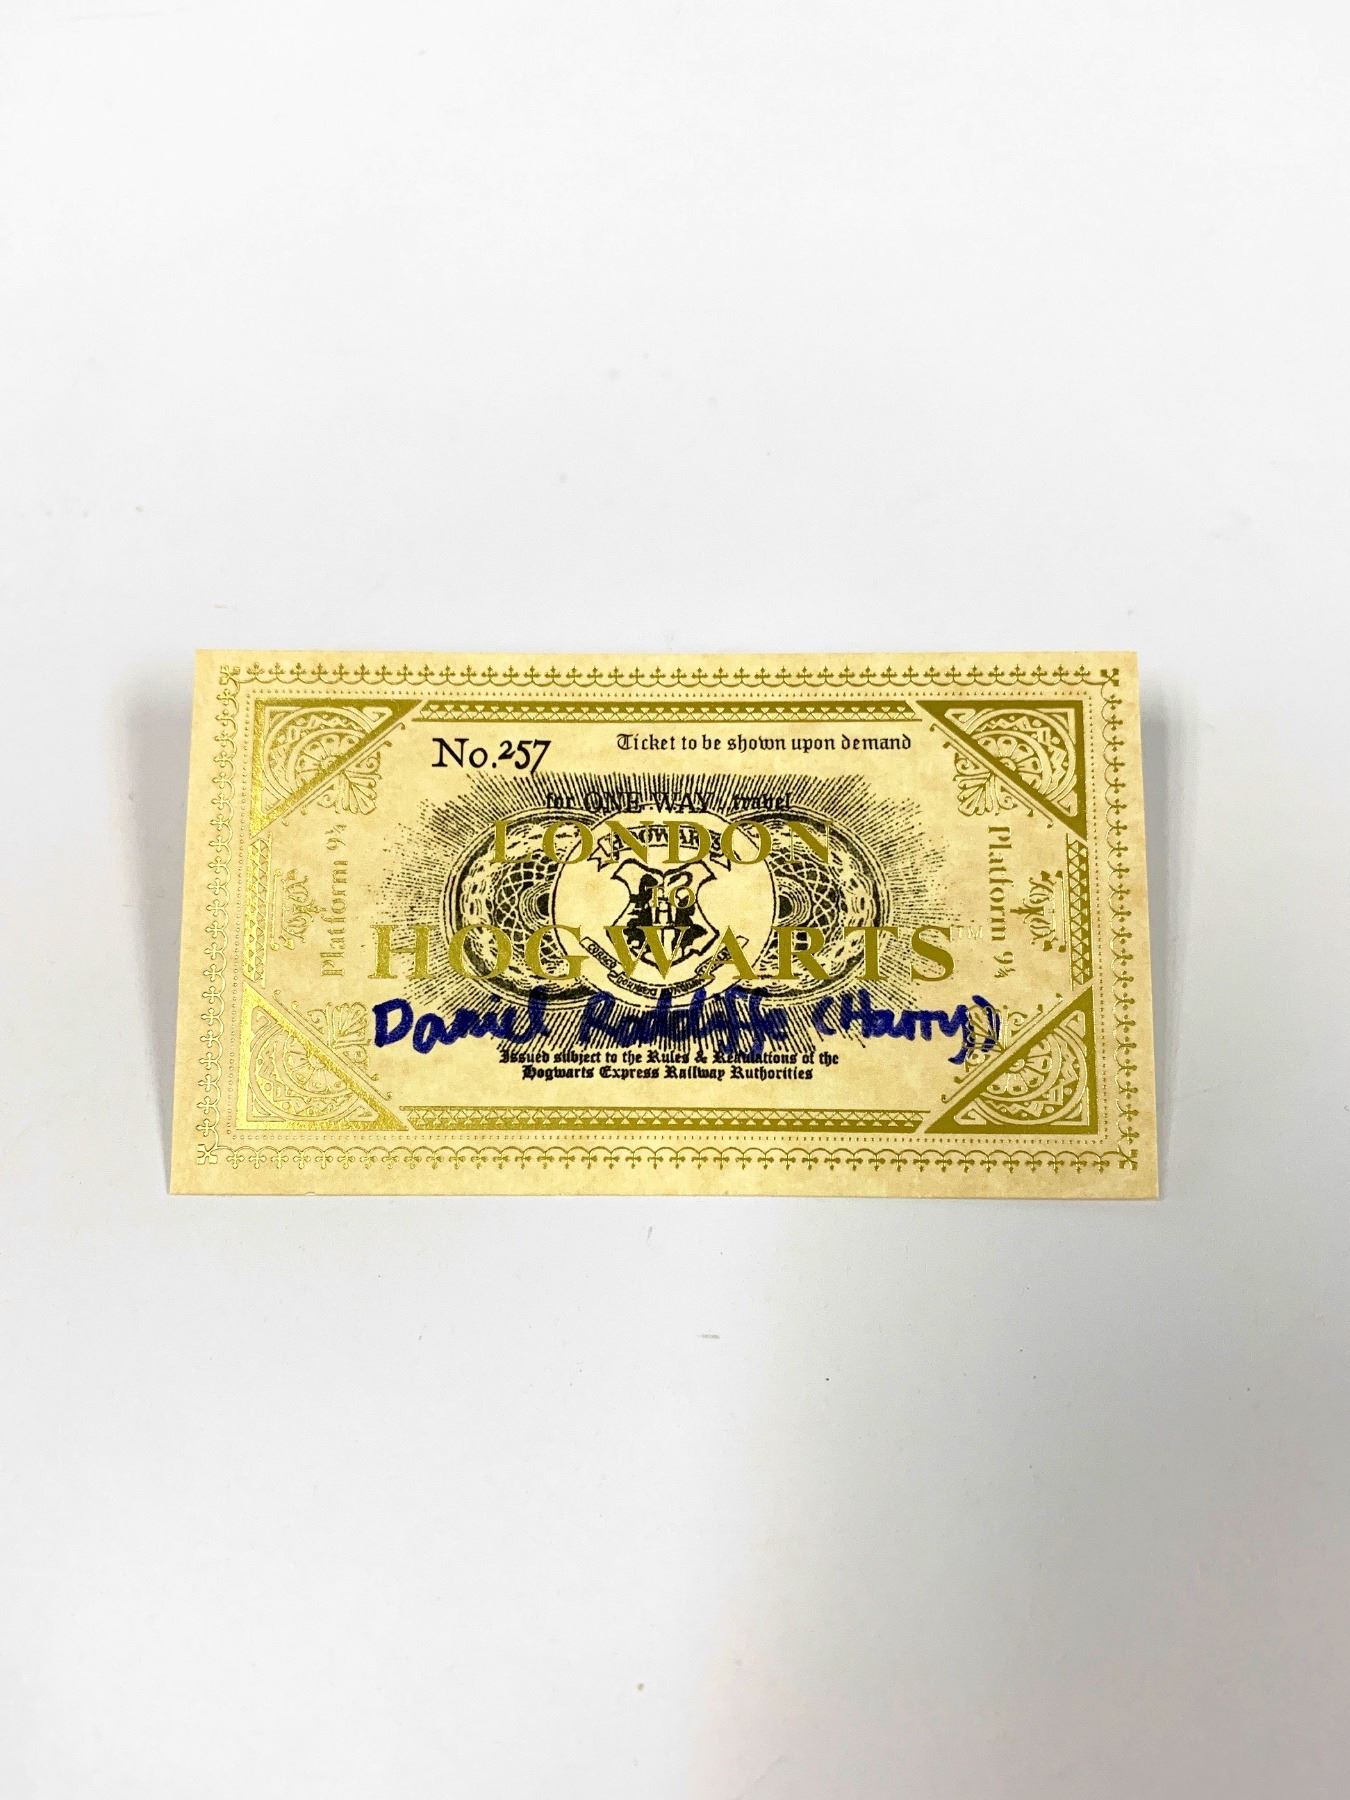 No.257
Ticket to be shown upon demand
for ONE WAY travel
LONDON
HOGWARTS
TO
HOGWARTS™
Platform 9¾
Platform 9¾
Daniel Radcliffe (Harry)
Issued subject to the Rules & Regulations of the
Hogwarts Express Railway Authorities